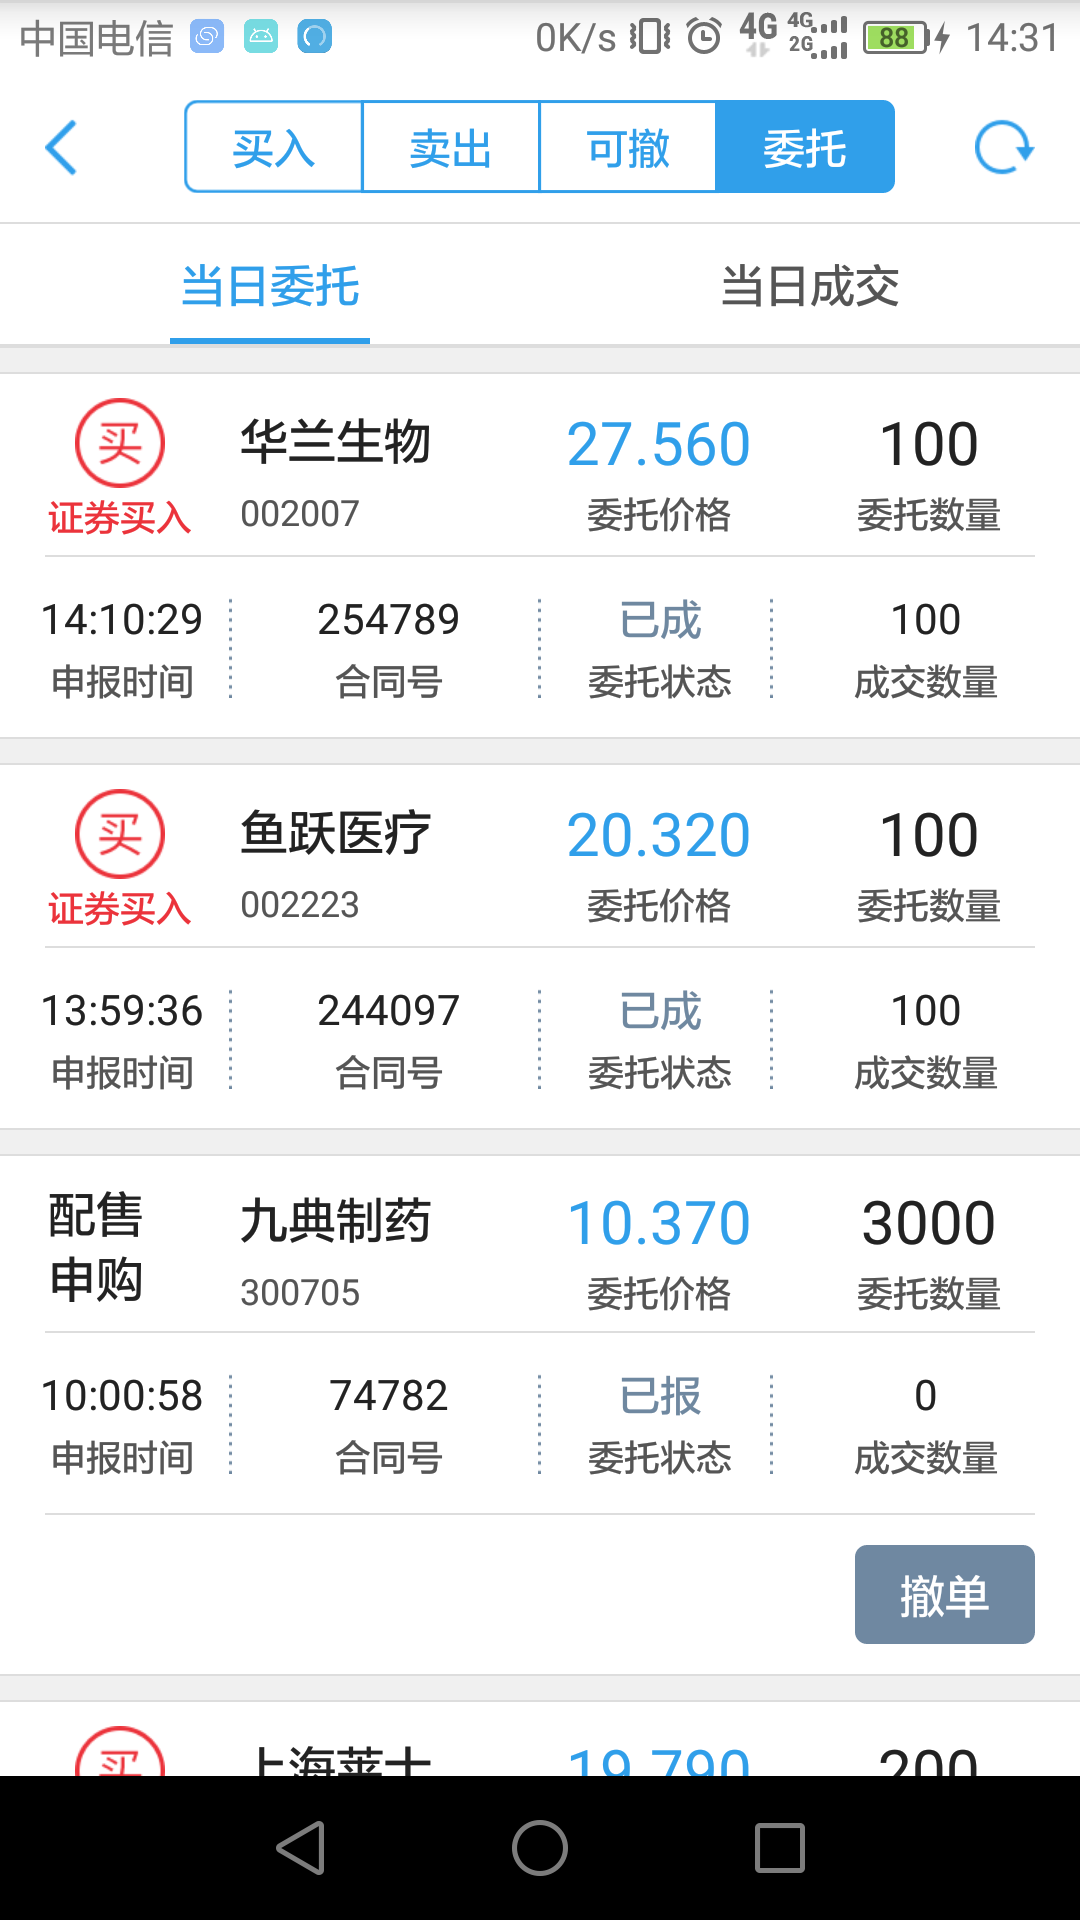 中国电信 0K/s 4G 4G 2G 88 14:31
买入 卖出 可撤 委托
当日委托 当日成交
买 华兰生物 27.560 100
证券买入 002007 委托价格 委托数量
14:10:29 254789 已成 100
申报时间 合同号 委托状态 成交数量
买 鱼跃医疗 20.320 100
证券买入 002223 委托价格 委托数量
13:59:36 244097 已成 100
申报时间 合同号 委托状态 成交数量
配售 九典制药 10.370 3000
申购 300705 委托价格 委托数量
10:00:58 74782 已报 0
申报时间 合同号 委托状态 成交数量
撤单
买 上海莱士 19.790 200